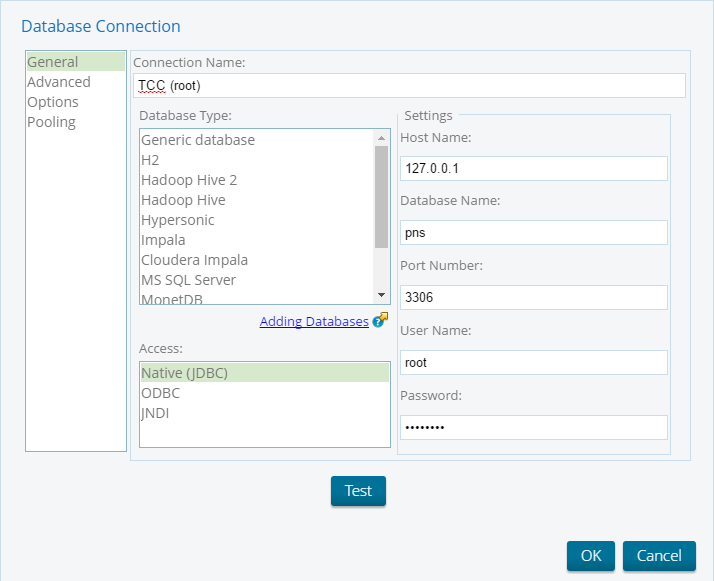 Database Connection
General
Advanced
Options
Pooling
Connection Name:
TCC (root)
Database Type:
Generic database
H2
Hadoop Hive 2
Hadoop Hive
Hypersonic
Impala
Cloudera Impala
MS SQL Server
MonetDB
Adding Databases
Access:
Native (JDBC)
ODBC
JNDI
Settings
Host Name:
127.0.0.1
Database Name:
pns
Port Number:
3306
User Name:
root
Password:
••••••••
Test
OK
Cancel